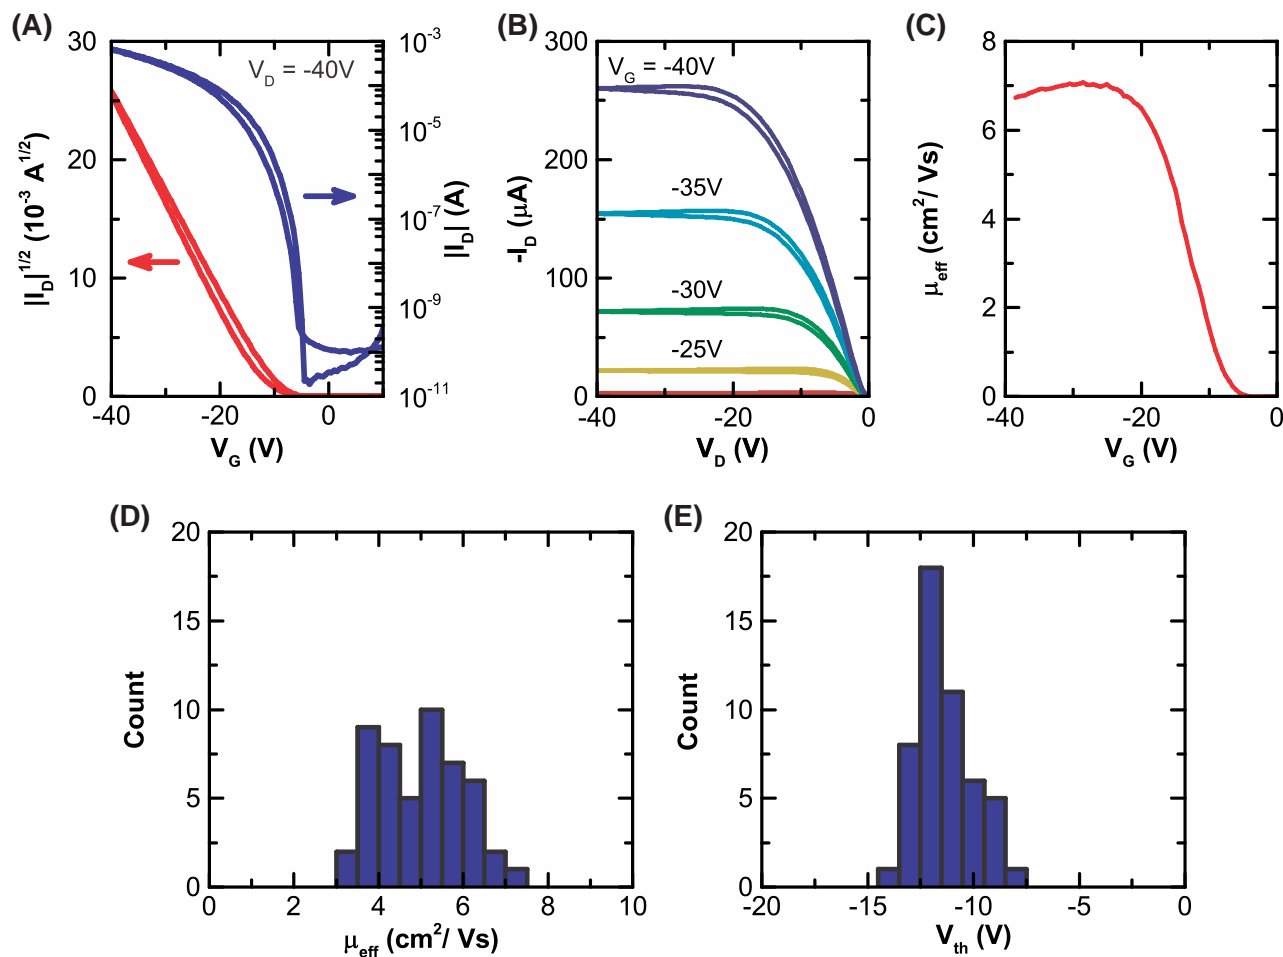 (A)
30
20
10
0
|I_D|^1/2 (10^-3 A^1/2)
V_D = -40V
10^-3
10^-5
10^-7
10^-9
10^-11
|I_D| (A)
-40
-20
0
V_G (V)
(B)
300
200
100
0
-I_D (μA)
V_G = -40V
-35V
-30V
-25V
-40
-20
0
V_D (V)
(C)
8
6
4
2
0
μ_eff (cm^2/ Vs)
-40
-30
-20
-10
0
V_G (V)
(D)
20
15
10
5
0
Count
0
2
4
6
8
10
μ_eff (cm^2/ Vs)
(E)
20
15
10
5
0
Count
-20
-15
-10
-5
0
V_th (V)